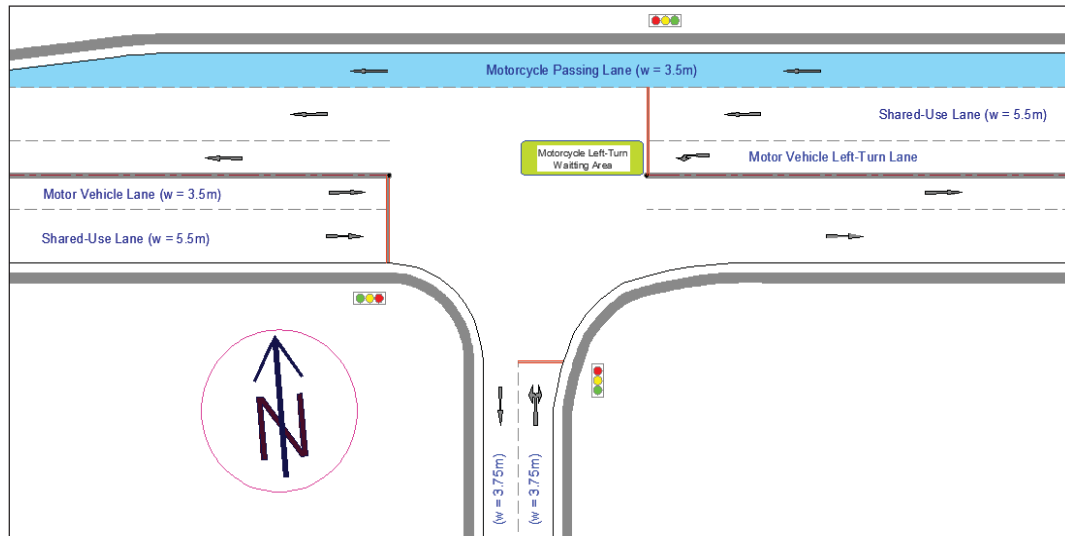 Motorcycle Passing Lane (w = 3.5m)
Shared-Use Lane (w = 5.5m)
Motorcycle Left-Turn
Waitting Area
Motor Vehicle Left-Turn Lane
Motor Vehicle Lane (w = 3.5m)
Shared-Use Lane (w = 5.5m)
N
(w = 3.75m)
(w = 3.75m)